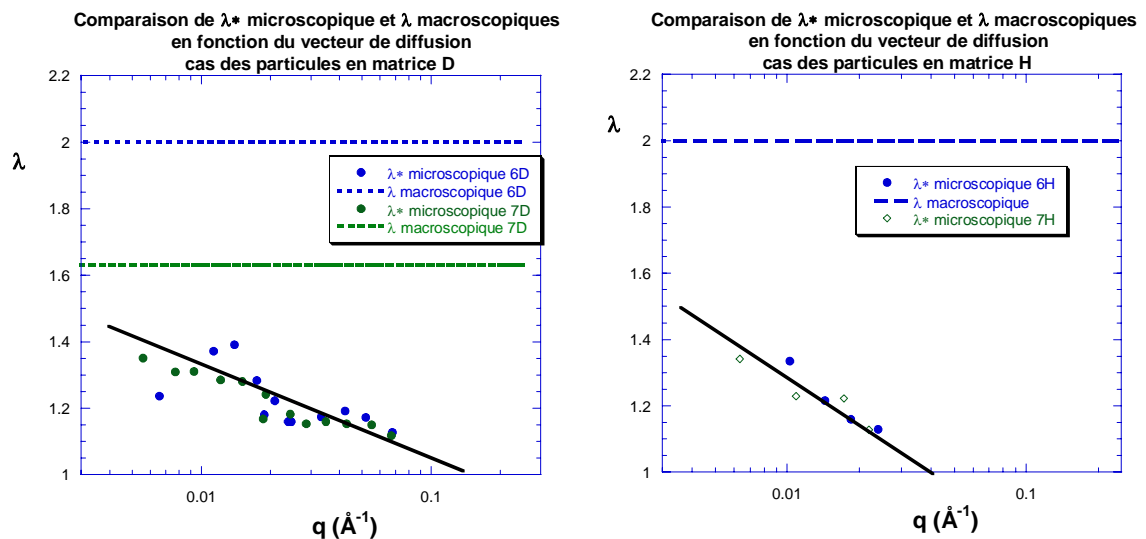 Comparaison de λ* microscopique et λ macroscopiques
en fonction du vecteur de diffusion
cas des particules en matrice D
2.2
2
1.8
1.6
1.4
1.2
1
λ
λ* microscopique 6D
λ macroscopique 6D
λ* microscopique 7D
λ macroscopique 7D
0.01
0.1
q (Å⁻¹)
Comparaison de λ* microscopique et λ macroscopiques
en fonction du vecteur de diffusion
cas des particules en matrice H
2.2
2
1.8
1.6
1.4
1.2
1
λ
λ* microscopique 6H
λ macroscopique
λ* microscopique 7H
0.01
0.1
q (Å⁻¹)